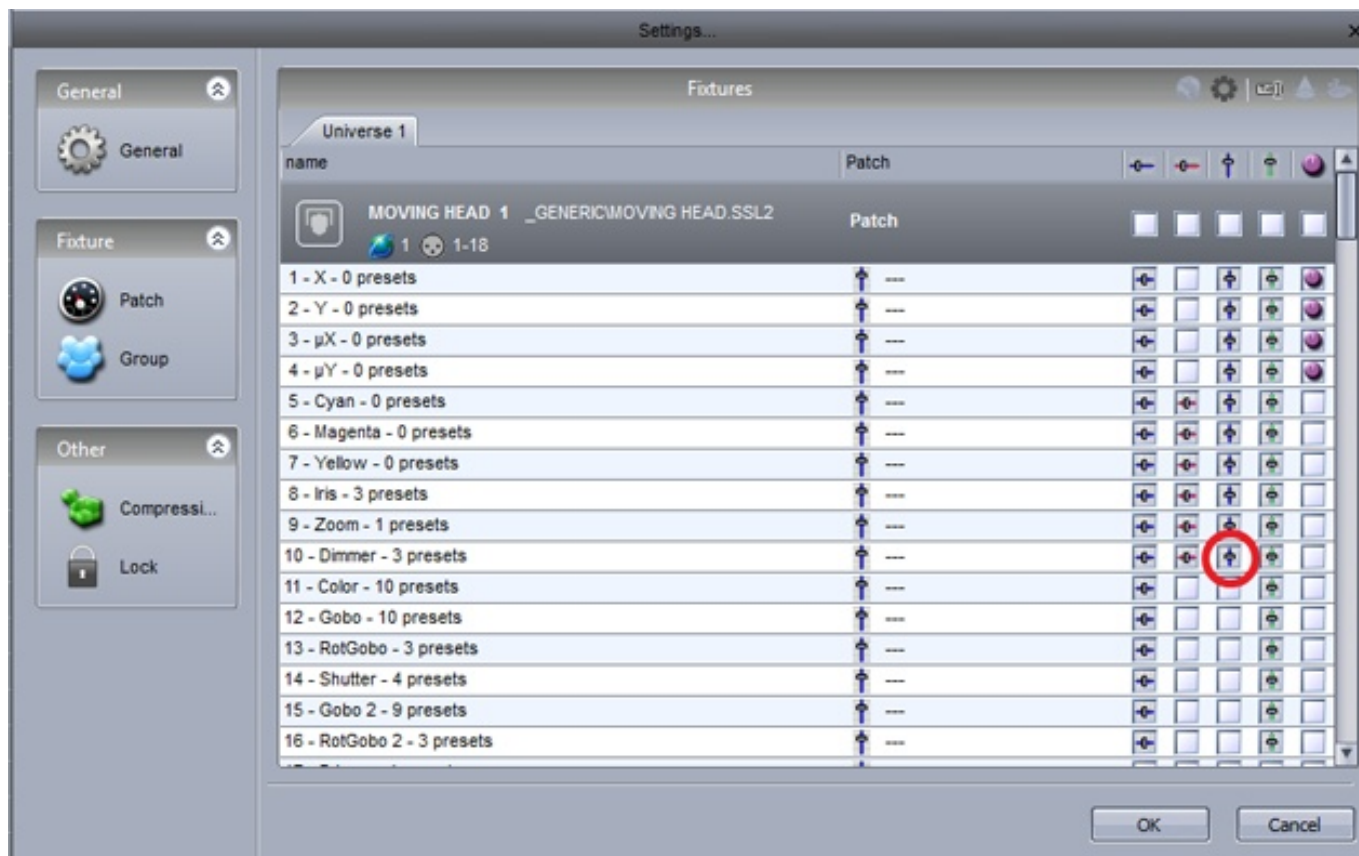 Settings...
General
General
Fixture
Patch
Group
Other
Compressi...
Lock
Fixtures
Universe 1
name Patch
MOVING HEAD 1 _GENERIC\MOVING HEAD.SSL2 Patch
1 1-18
1 - X - 0 presets ---
2 - Y - 0 presets ---
3 - µX - 0 presets ---
4 - µY - 0 presets ---
5 - Cyan - 0 presets ---
6 - Magenta - 0 presets ---
7 - Yellow - 0 presets ---
8 - Iris - 3 presets ---
9 - Zoom - 1 presets ---
10 - Dimmer - 3 presets ---
11 - Color - 10 presets ---
12 - Gobo - 10 presets ---
13 - RotGobo - 3 presets ---
14 - Shutter - 4 presets ---
15 - Gobo 2 - 9 presets ---
16 - RotGobo 2 - 3 presets ---
OK Cancel